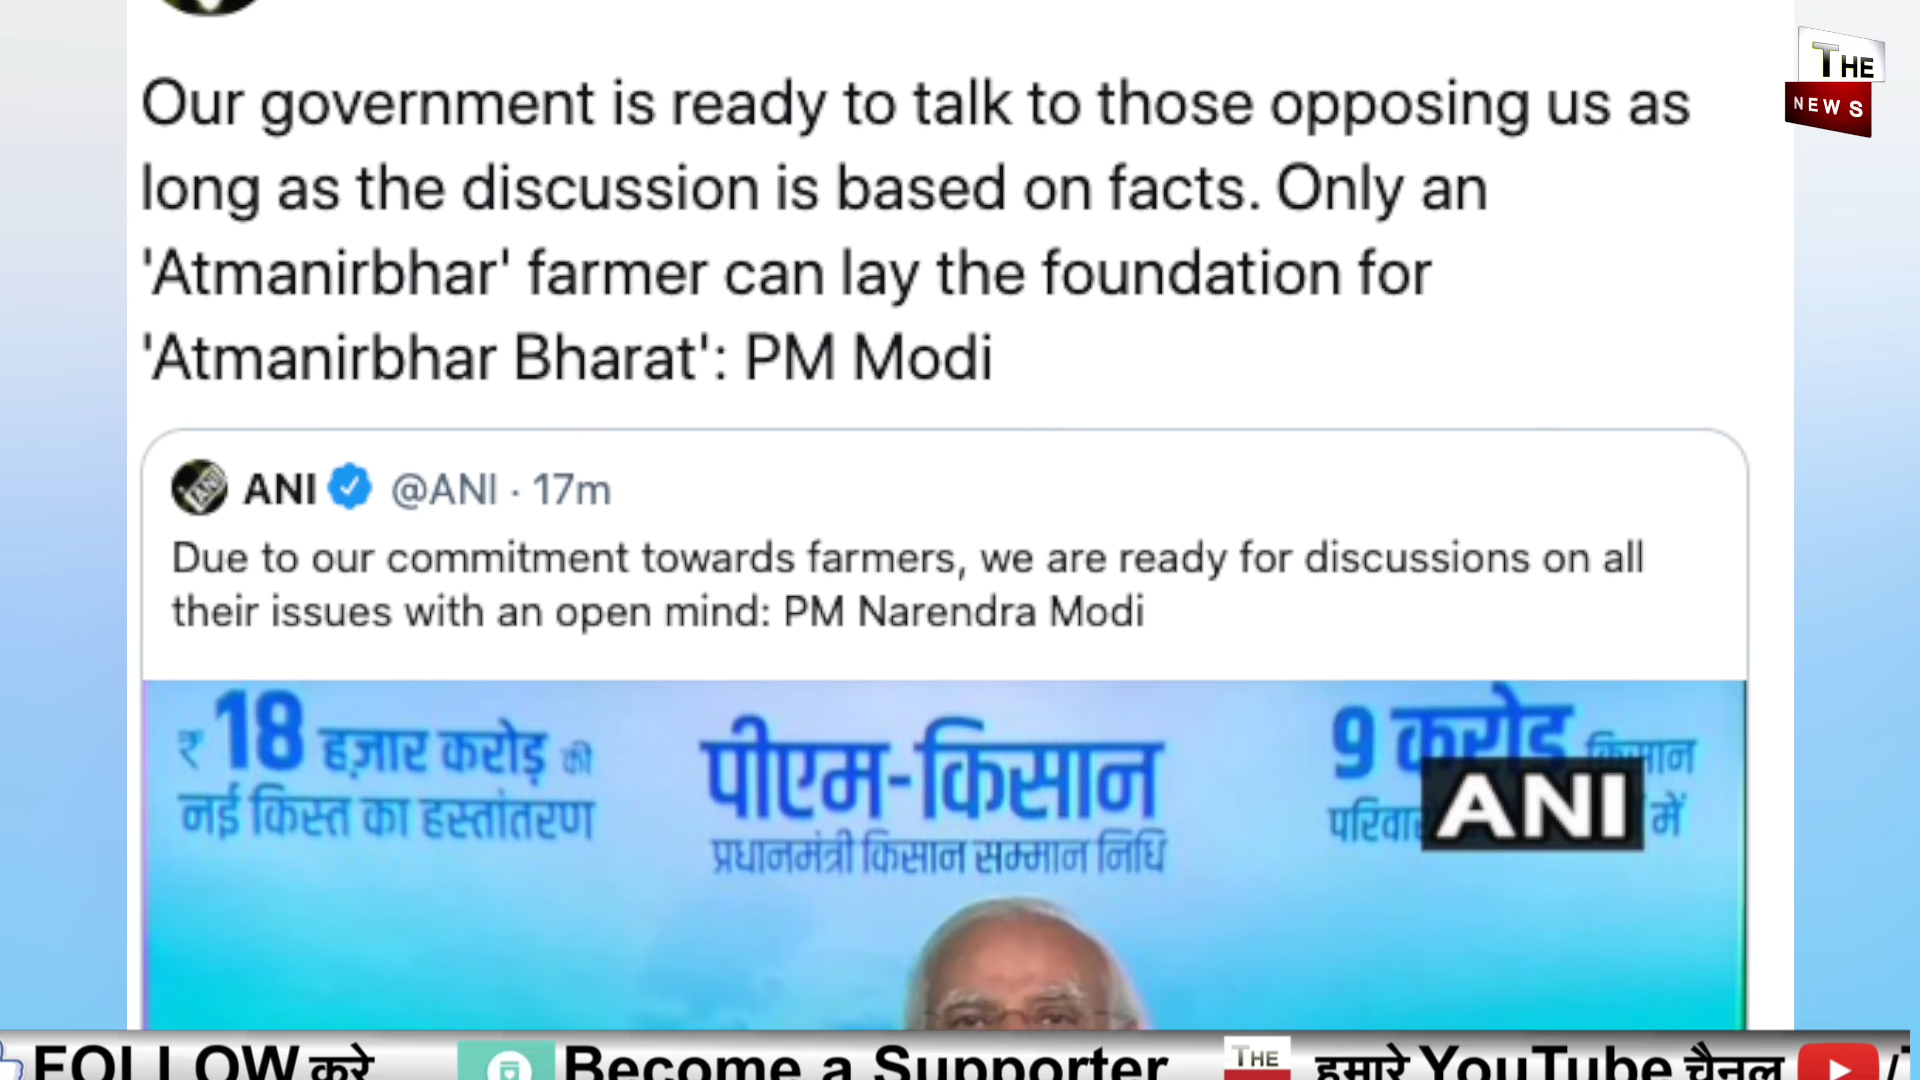 Our government is ready to talk to those opposing us as
long as the discussion is based on facts. Only an
'Atmanirbhar' farmer can lay the foundation for
'Atmanirbhar Bharat': PM Modi
THE
NEWS
ANI @ANI · 17m
Due to our commitment towards farmers, we are ready for discussions on all
their issues with an open mind: PM Narendra Modi
₹ 18 हज़ार करोड़ की
नई किस्त का हस्तांतरण
पीएम-किसान
प्रधानमंत्री किसान सम्मान निधि
9 करोड़ किसान
में
ANI
FOLLOW करे
Become a Supporter
THE
हमारे YouTube चैनल